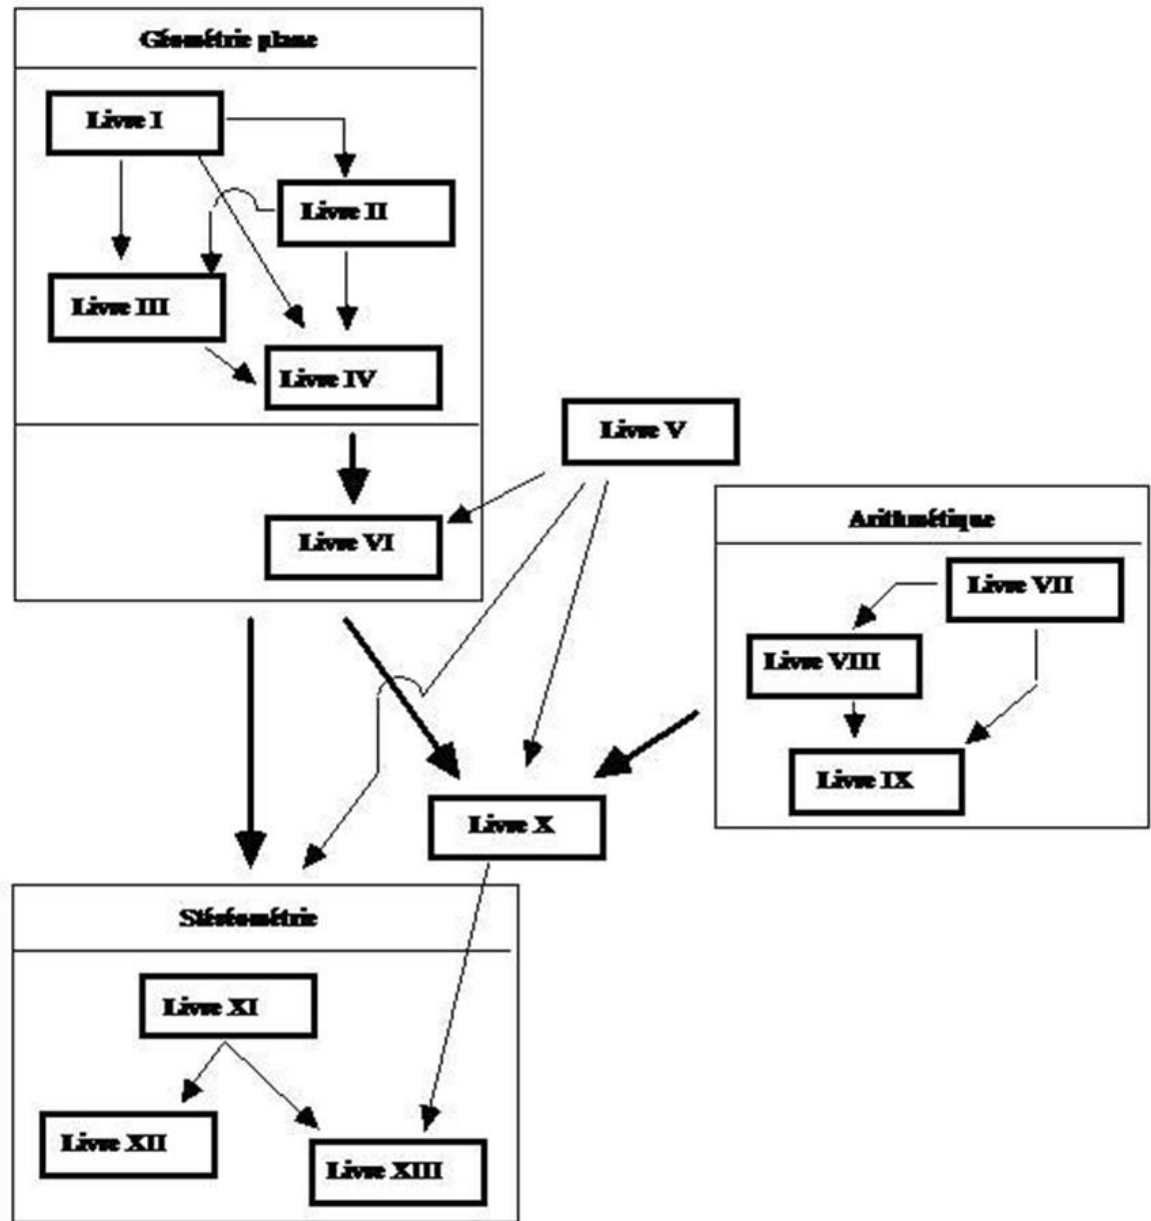 Géométrie plane
Livre I
Livre II
Livre III
Livre IV
Livre V
Livre VI
Arithmétique
Livre VII
Livre VIII
Livre IX
Livre X
Stéréométrie
Livre XI
Livre XII
Livre XIII